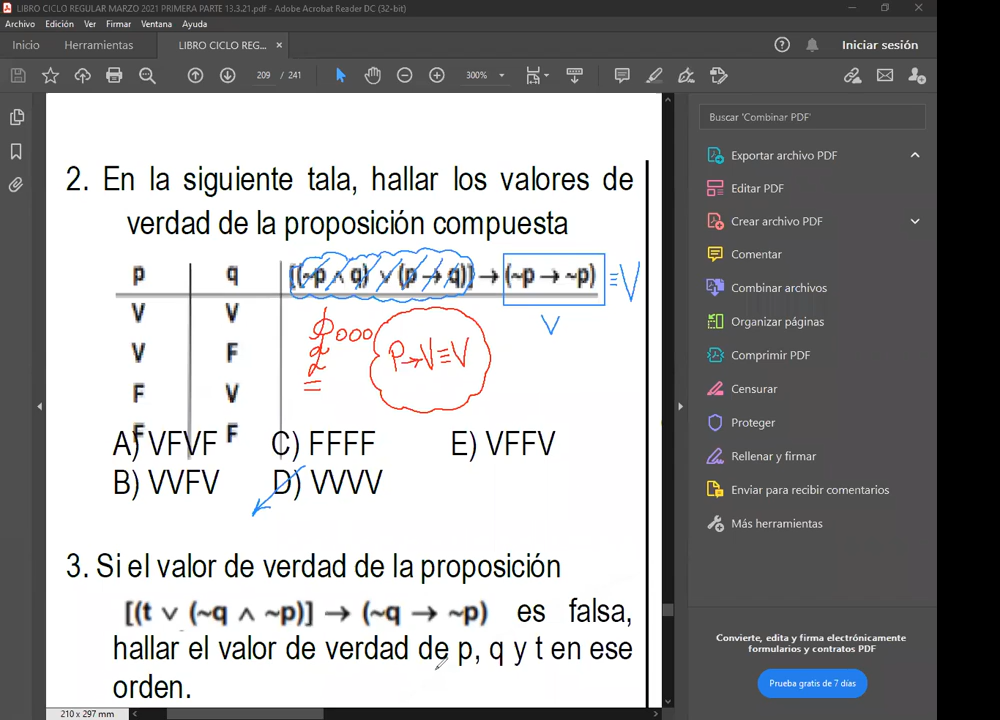 LIBRO CICLO REGULAR MARZO 2021 PRIMERA PARTE 13.3.21.pdf - Adobe Acrobat Reader DC (32-bit)
Archivo Edición Ver Firmar Ventana Ayuda
Inicio Herramientas LIBRO CICLO REG... × Iniciar sesión
209 / 241 300%
2. En la siguiente tala, hallar los valores de
verdad de la proposición compuesta
p q [(~p ∧ q) ∨ (p → q)] → (~p → ~p) ≡V
V V
V
V F P→V≡V
F V
F F
A) VFVF C) FFFF E) VFFV
B) VVFV D) VVVV
3. Si el valor de verdad de la proposición
[(t ∨ (~q ∧ ~p)] → (~q → ~p) es falsa,
hallar el valor de verdad de p, q y t en ese
orden.
210 x 297 mm
Buscar 'Combinar PDF'
Exportar archivo PDF
Editar PDF
Crear archivo PDF
Comentar
Combinar archivos
Organizar páginas
Comprimir PDF
Censurar
Proteger
Rellenar y firmar
Enviar para recibir comentarios
Más herramientas
Convierte, edita y firma electrónicamente
formularios y contratos PDF
Prueba gratis de 7 días